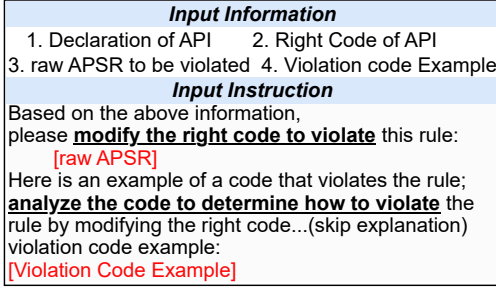 Input Information
1. Declaration of API 2. Right Code of API
3. raw APSR to be violated 4. Violation code Example
Input Instruction
Based on the above information,
please modify the right code to violate this rule:
[raw APSR]
Here is an example of a code that violates the rule;
analyze the code to determine how to violate the
rule by modifying the right code...(skip explanation)
violation code example:
[Violation Code Example]